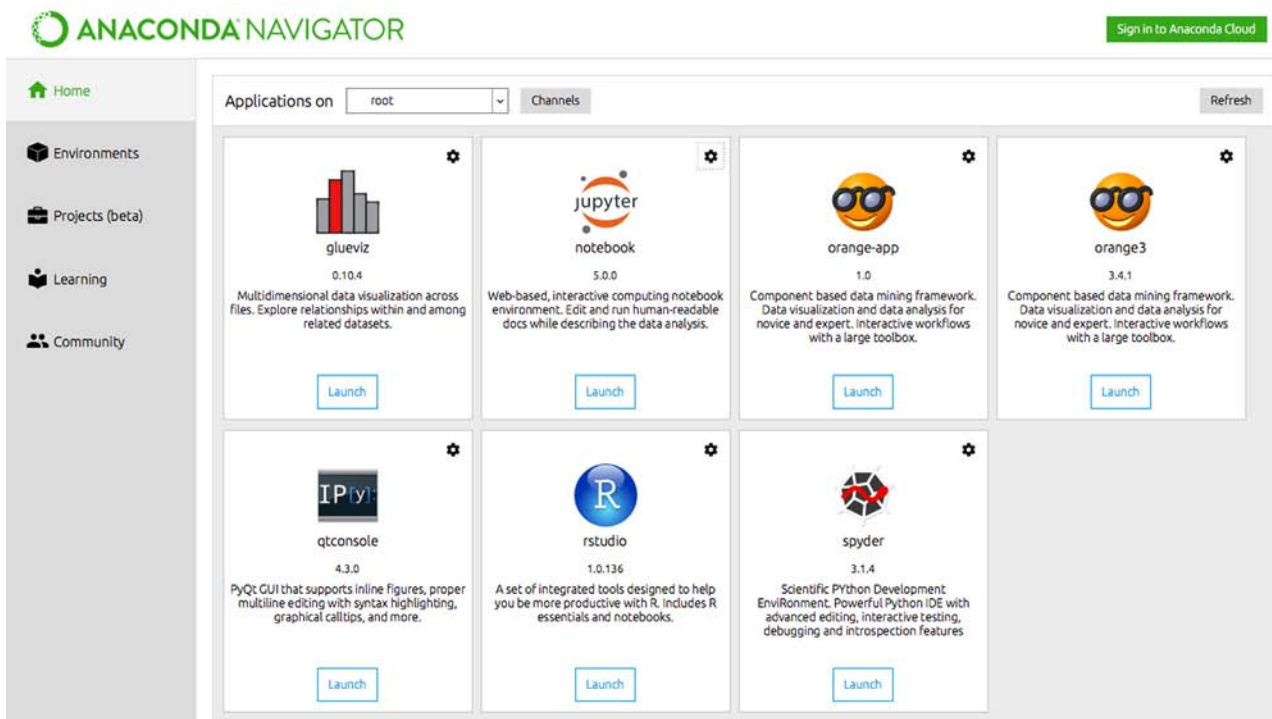 ANACONDA NAVIGATOR
Sign in to Anaconda Cloud
Home
Environments
Projects (beta)
Learning
Community
Applications on root Channels Refresh
glueviz
0.10.4
Multidimensional data visualization across
files. Explore relationships within and among
related datasets.
Launch
jupyter
notebook
5.0.0
Web-based, interactive computing notebook
environment. Edit and run human-readable
docs while describing the data analysis.
Launch
orange-app
1.0
Component based data mining framework.
Data visualization and data analysis for
novice and expert. Interactive workflows
with a large toolbox.
Launch
orange3
3.4.1
Component based data mining framework.
Data visualization and data analysis for
novice and expert. Interactive workflows
with a large toolbox.
Launch
IP[y]:
qtconsole
4.3.0
PyQt GUI that supports inline figures, proper
multiline editing with syntax highlighting,
graphical calltips, and more.
Launch
R
rstudio
1.0.136
A set of integrated tools designed to help
you be more productive with R. Includes R
essentials and notebooks.
Launch
spyder
3.1.4
Scientific PYthon Development
EnviRonment. Powerful Python IDE with
advanced editing, interactive testing,
debugging and introspection features
Launch